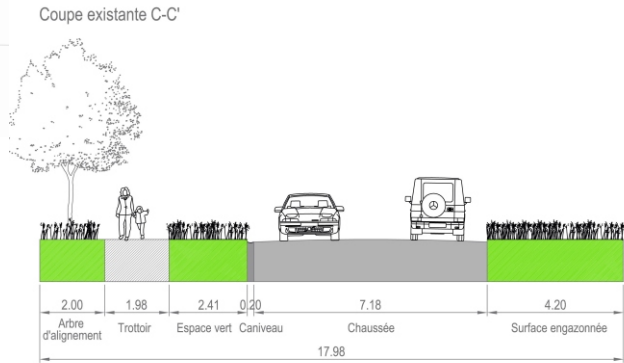 Coupe existante C-C'
2.00 1.98 2.41 0.20 7.18 4.20
Arbre d'alignement Trottoir Espace vert Caniveau Chaussée Surface engazonnée
17.98